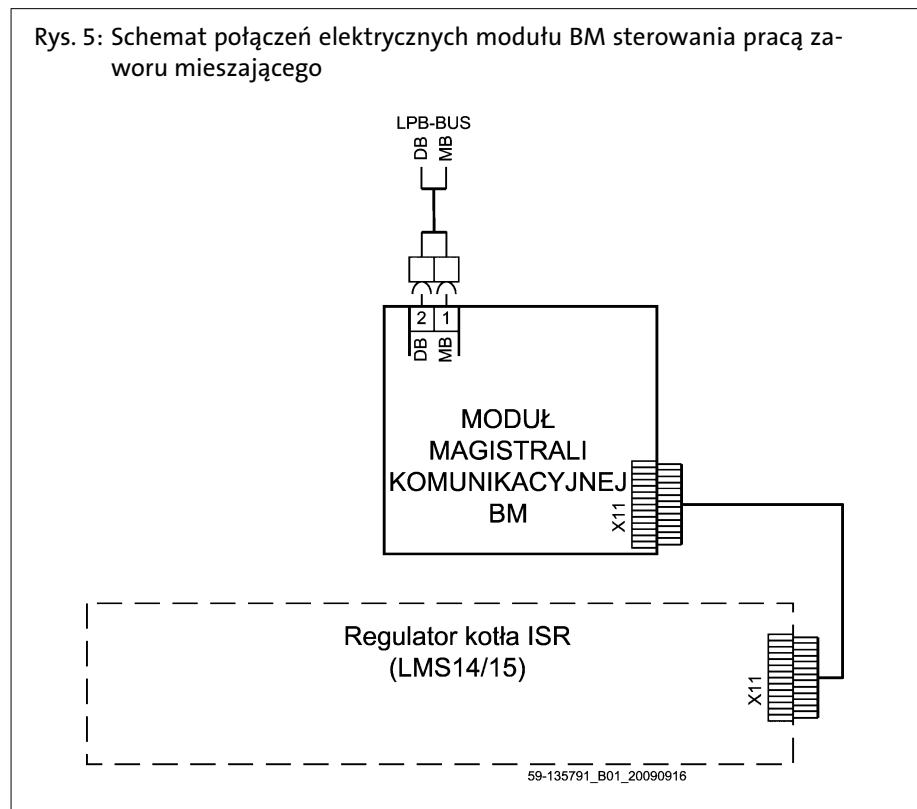 Rys. 5: Schemat połączeń elektrycznych modułu BM sterowania pracą za-
woru mieszającego
LPB-BUS
DB MB
2 1
DB MB
MODUŁ
MAGISTRALI
KOMUNIKACYJNEJ
BM
X11
Regulator kotła ISR
(LMS14/15)
X11
59-135791_B01_20090916